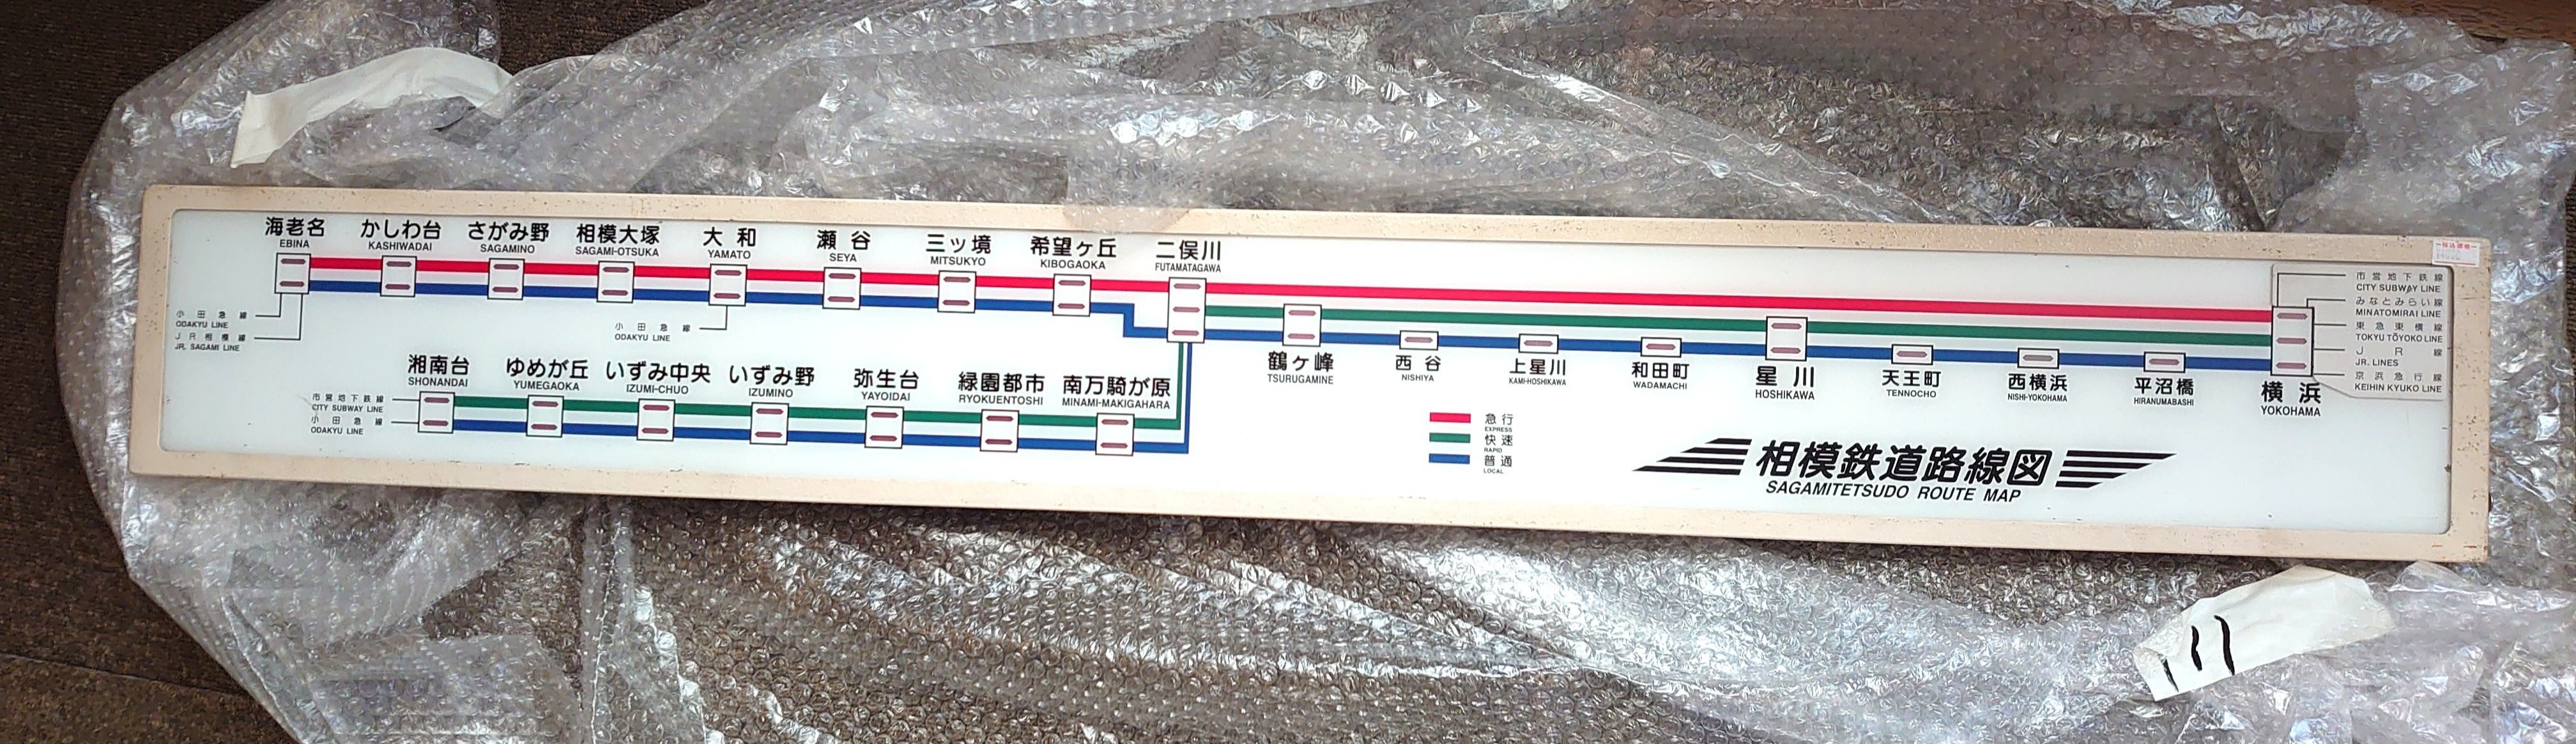 海老名
EBINA
かしわ台
KASHIWADAI
さがみ野
SAGAMINO
相模大塚
SAGAMI-OTSUKA
大和
YAMATO
瀬谷
SEYA
三ッ境
MITSUKYO
希望ヶ丘
KIBOGAOKA
二俣川
FUTAMATAGAWA
小田急線
ODAKYU LINE
JR相模線
JR. SAGAMI LINE
小田急線
ODAKYU LINE
鶴ヶ峰
TSURUGAMINE
西谷
NISHIYA
上星川
KAMI-HOSHIKAWA
和田町
WADAMACHI
星川
HOSHIKAWA
天王町
TENNOCHO
西横浜
NISHI-YOKOHAMA
平沼橋
HIRANUMABASHI
横浜
YOKOHAMA
市営地下鉄線
CITY SUBWAY LINE
みなとみらい線
MINATOMIRAI LINE
東急東横線
TOKYU TŌYOKO LINE
JR線
JR. LINES
京浜急行線
KEIHIN KYUKO LINE
湘南台
SHONANDAI
ゆめが丘
YUMEGAOKA
いずみ中央
IZUMI-CHUO
いずみ野
IZUMINO
弥生台
YAYOIDAI
緑園都市
RYOKUENTOSHI
南万騎が原
MINAMI-MAKIGAHARA
市営地下鉄線
CITY SUBWAY LINE
小田急線
ODAKYU LINE
急行
EXPRESS
快速
RAPID
普通
LOCAL
相模鉄道路線図
SAGAMITETSUDO ROUTE MAP